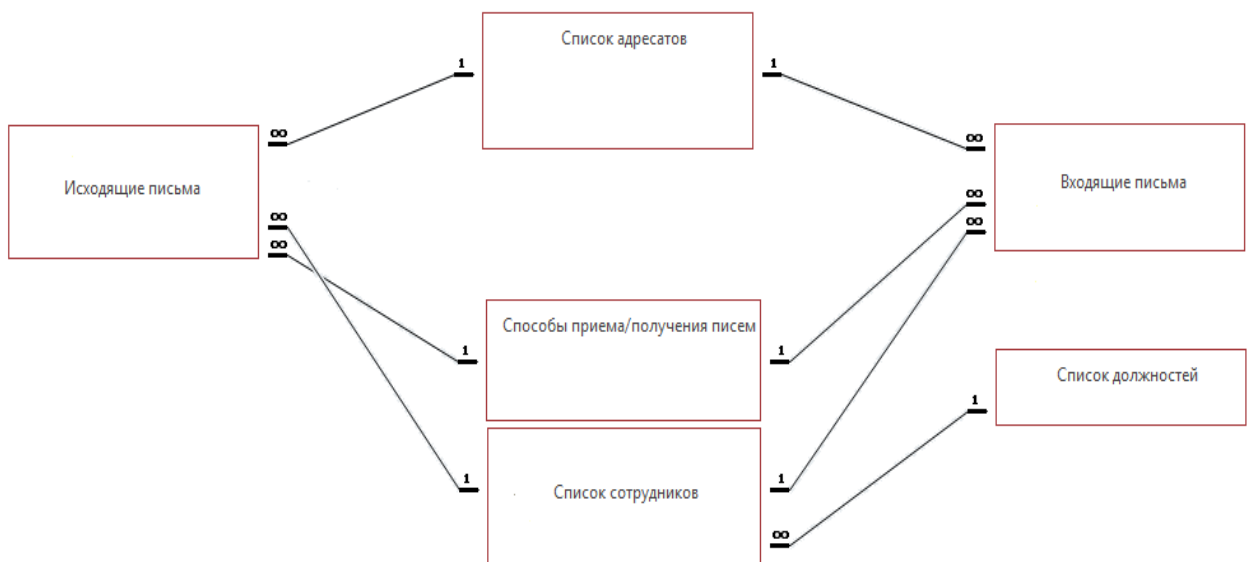 Список адресатов
1
1
∞
∞
Исходящие письма
Входящие письма
∞
∞
∞
∞
Способы приема/получения писем
1
1
Список должностей
1
Список сотрудников
1
1
∞